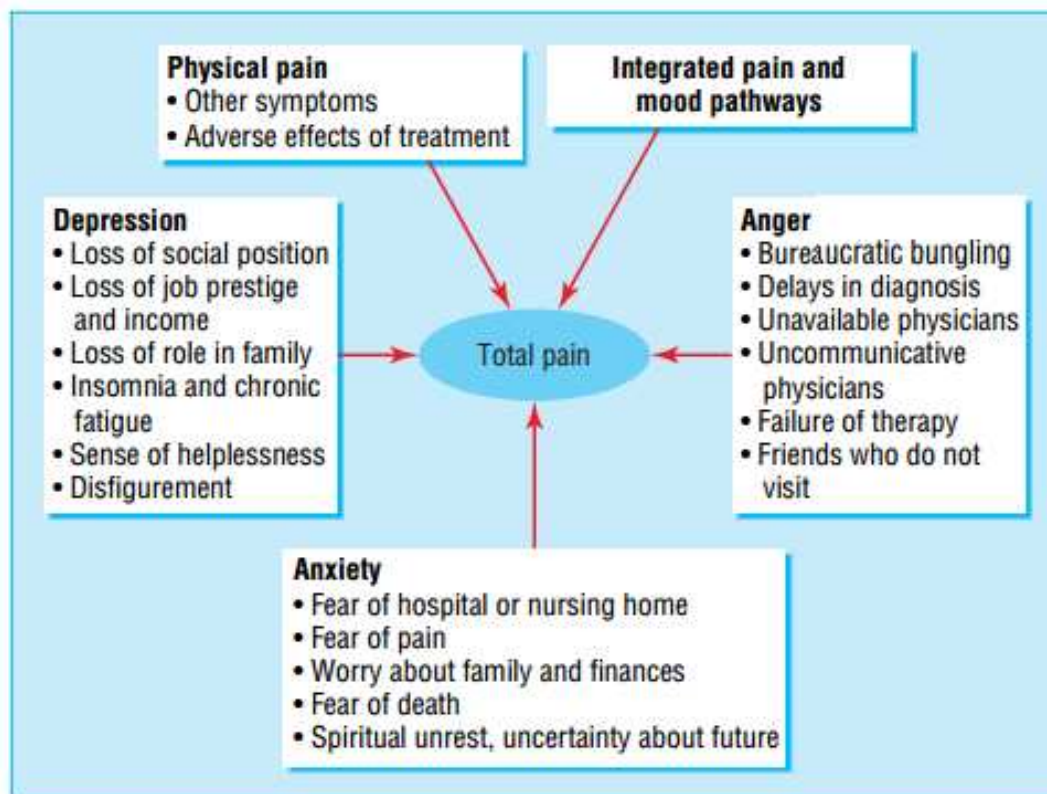 Physical pain
• Other symptoms
• Adverse effects of treatment
Integrated pain and
mood pathways
Depression
• Loss of social position
• Loss of job prestige
and income
• Loss of role in family
• Insomnia and chronic
fatigue
• Sense of helplessness
• Disfigurement
Total pain
Anger
• Bureaucratic bungling
• Delays in diagnosis
• Unavailable physicians
• Uncommunicative
physicians
• Failure of therapy
• Friends who do not
visit
Anxiety
• Fear of hospital or nursing home
• Fear of pain
• Worry about family and finances
• Fear of death
• Spiritual unrest, uncertainty about future